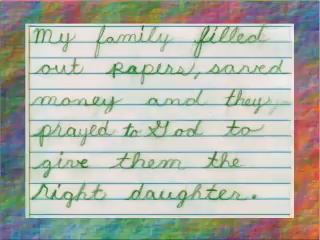 My family filled
out papers, saved
money and they
prayed to God to
give them the
right daughter.